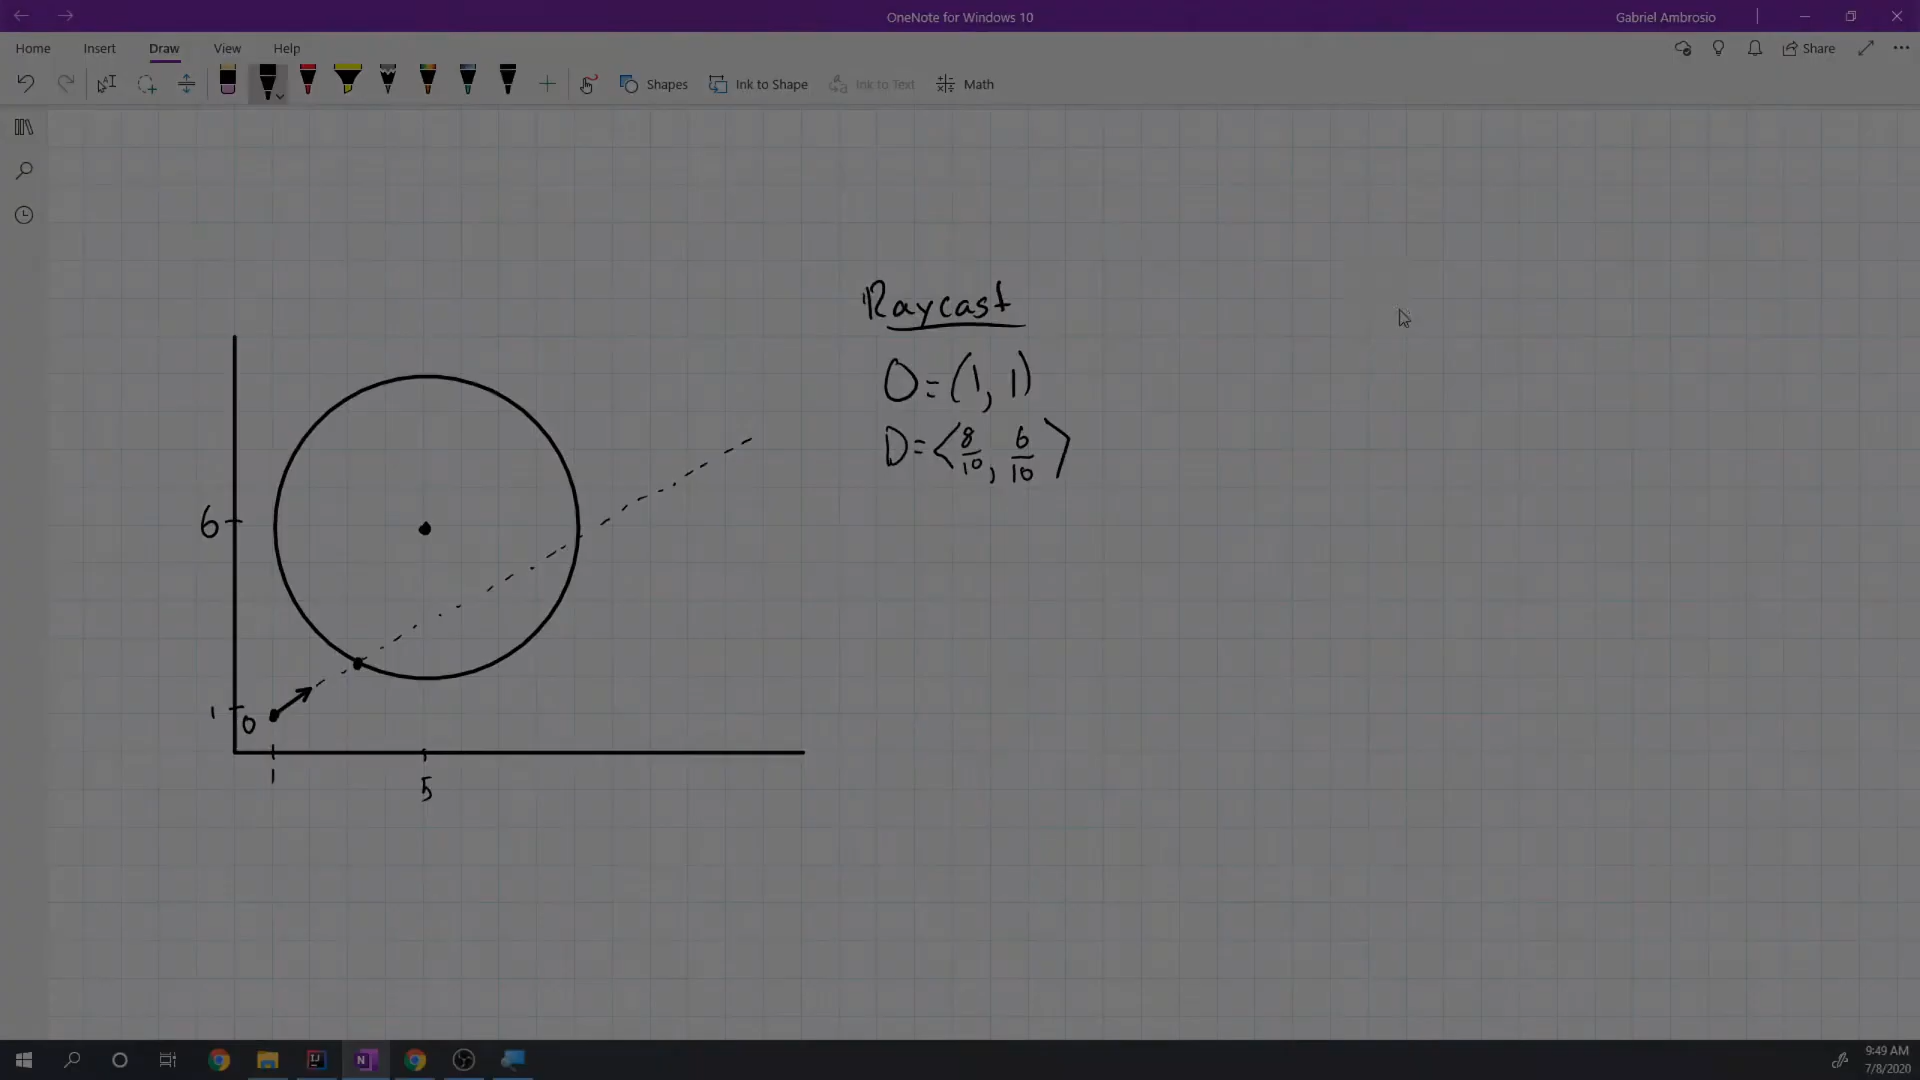 OneNote for Windows 10
Gabriel Ambrosio
Home Insert Draw View Help
Share
Shapes Ink to Shape Ink to Text Math
Raycast
O=(1, 1)
D=<8/10, 6/10>
6
1
0
1
5
9:49 AM
7/8/2020